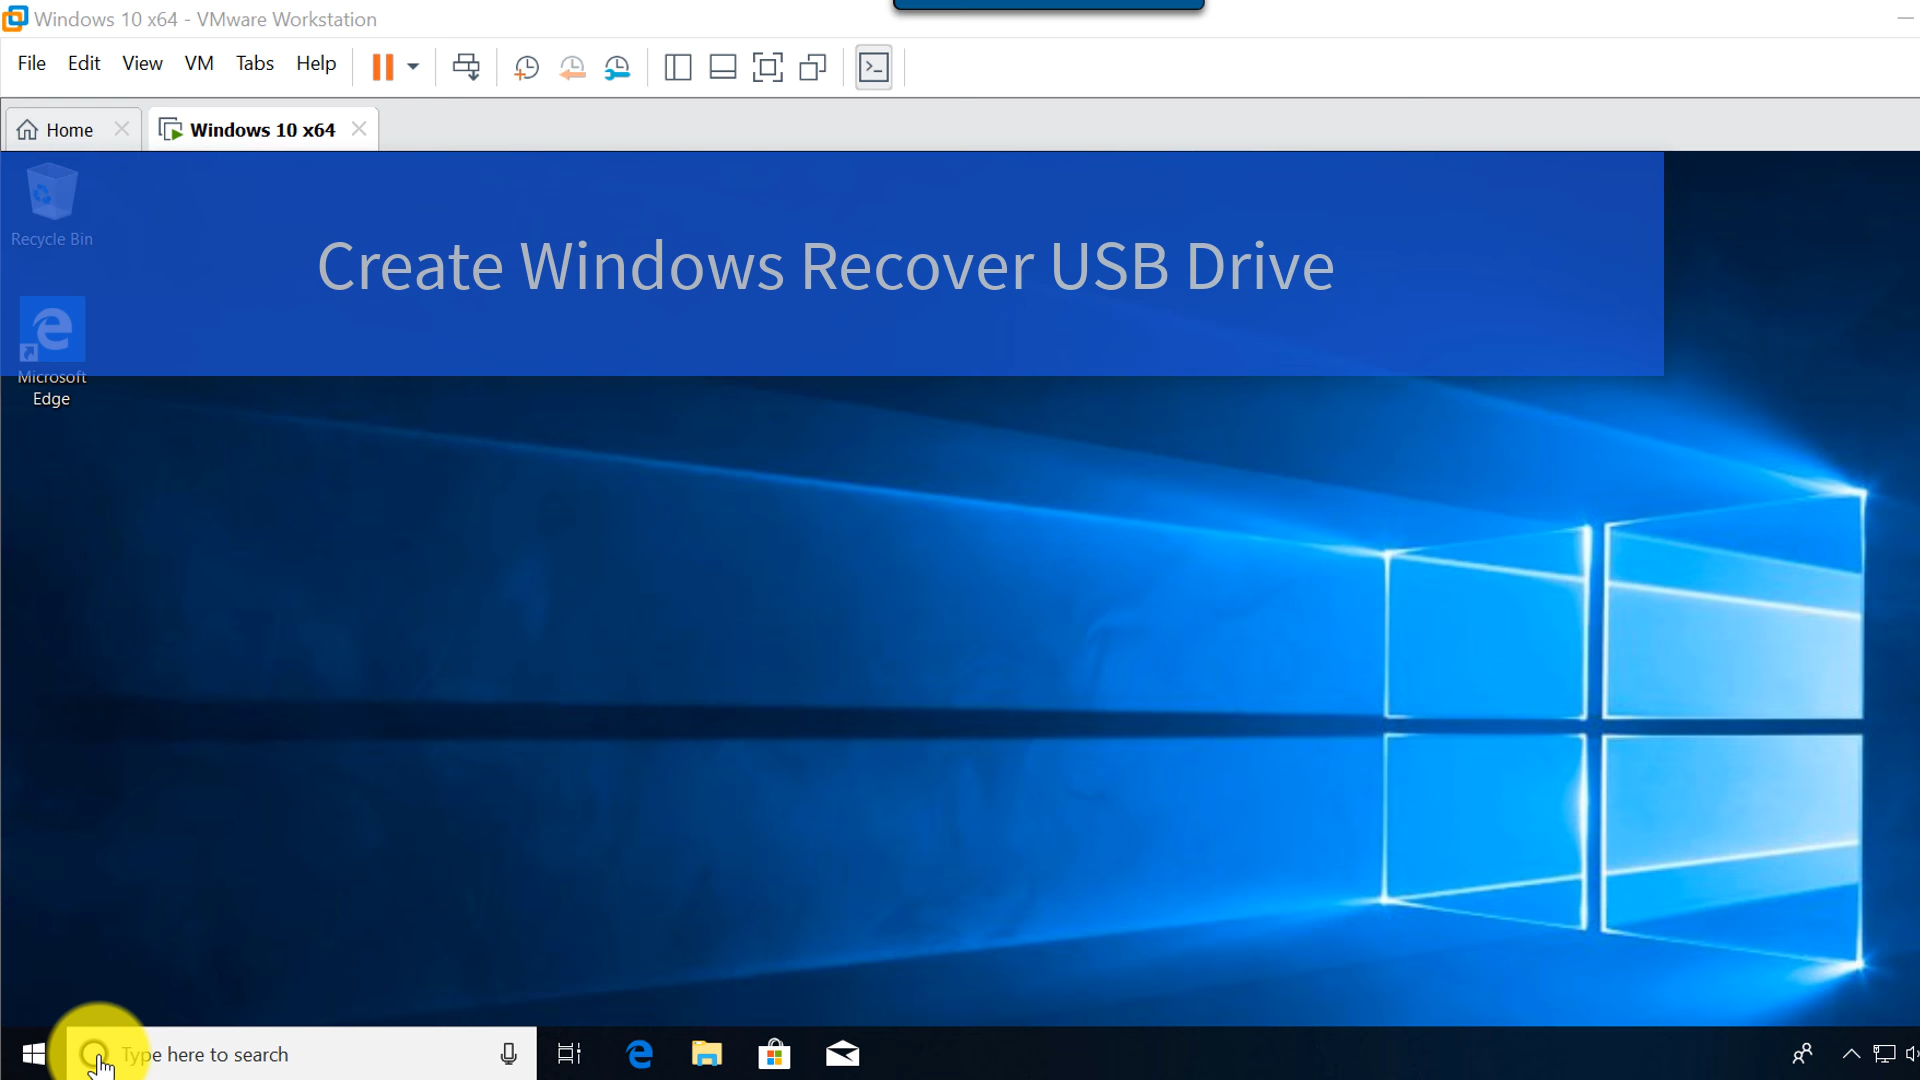 Windows 10 x64 - VMware Workstation
File Edit View VM Tabs Help
Home
Windows 10 x64
Recycle Bin
Create Windows Recover USB Drive
Microsoft
Edge
Type here to search